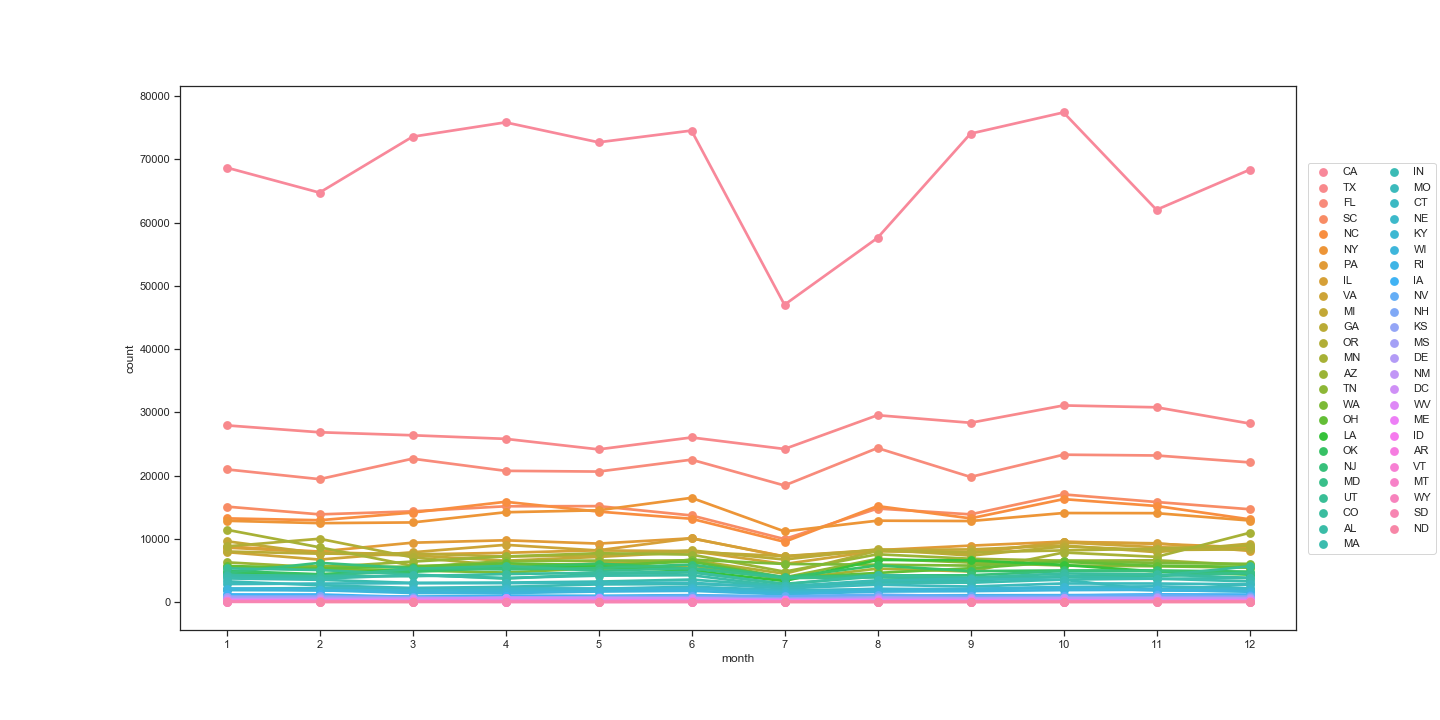 80000
70000
60000
50000
40000
30000
20000
10000
0
count
1 2 3 4 5 6 7 8 9 10 11 12
month
CA IN
TX MO
FL CT
SC NE
NC KY
NY WI
PA RI
IL IA
VA NV
MI NH
GA KS
OR MS
MN DE
AZ NM
TN DC
WA WV
OH ME
LA ID
OK AR
NJ VT
MD MT
UT WY
CO SD
AL ND
MA